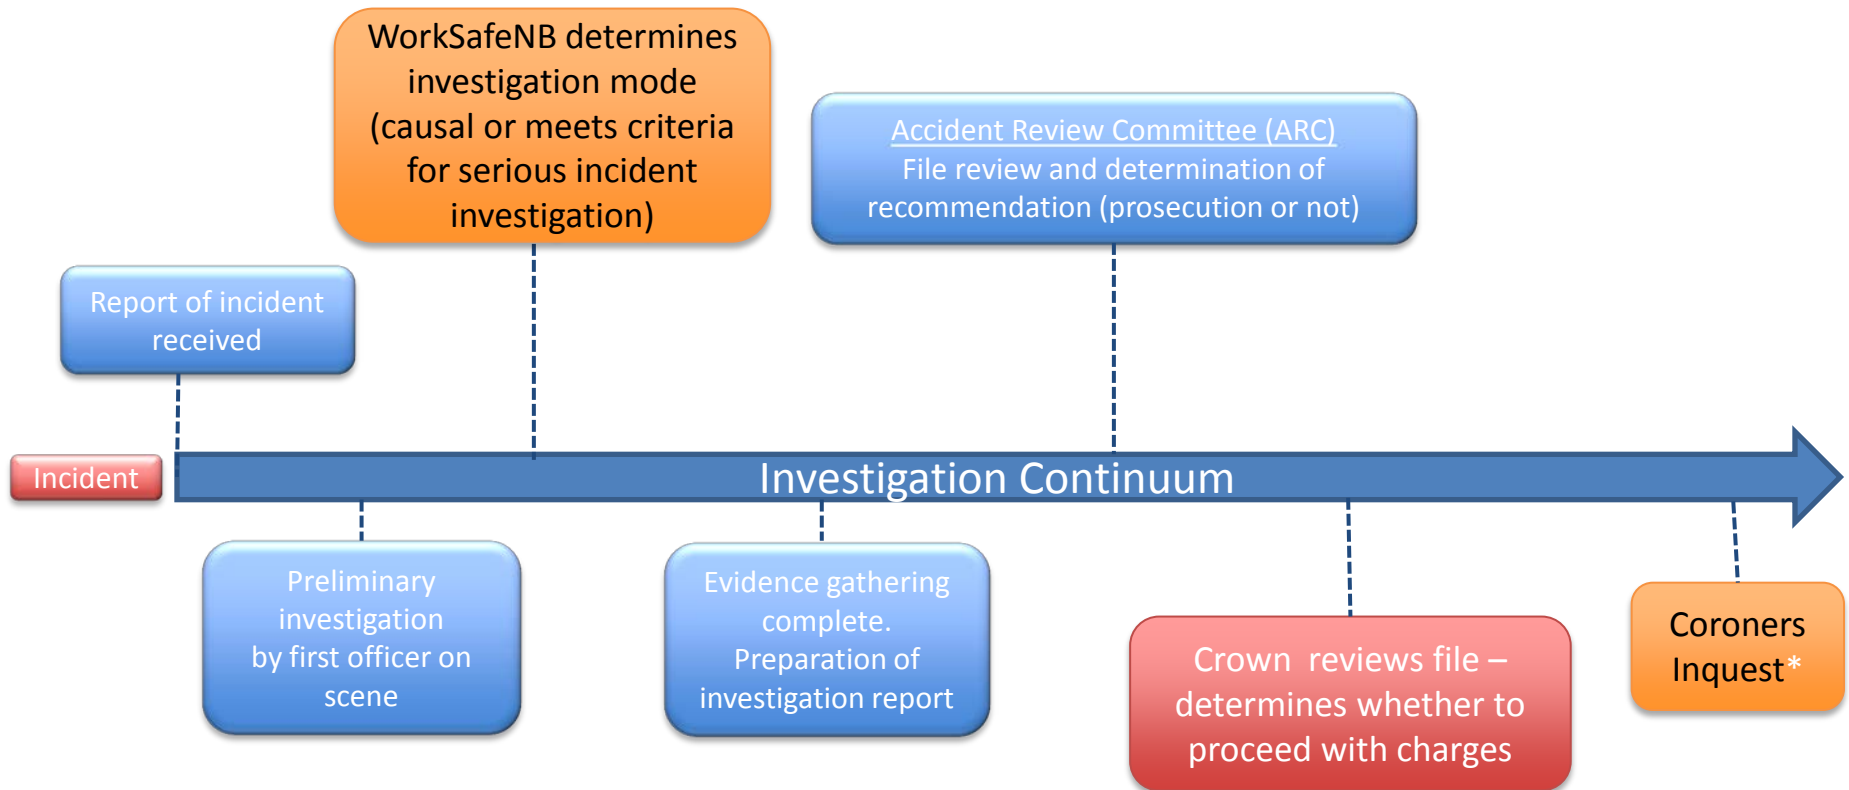 WorkSafeNB determines
investigation mode
(causal or meets criteria
for serious incident
investigation)
Accident Review Committee (ARC)
File review and determination of
recommendation (prosecution or not)
Report of incident
received
Incident
Investigation Continuum
Preliminary
investigation
by first officer on
scene
Evidence gathering
complete.
Preparation of
investigation report
Crown reviews file –
determines whether to
proceed with charges
Coroners
Inquest*